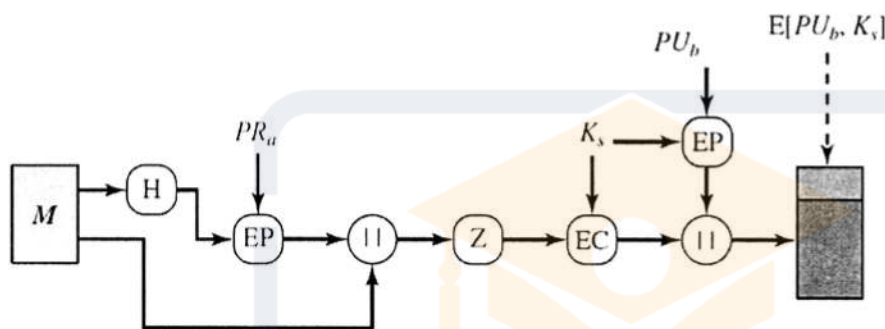 E[PU_b, K_s]
PU_b
PR_a
K_s
EP
H
M
EP
||
Z
EC
||